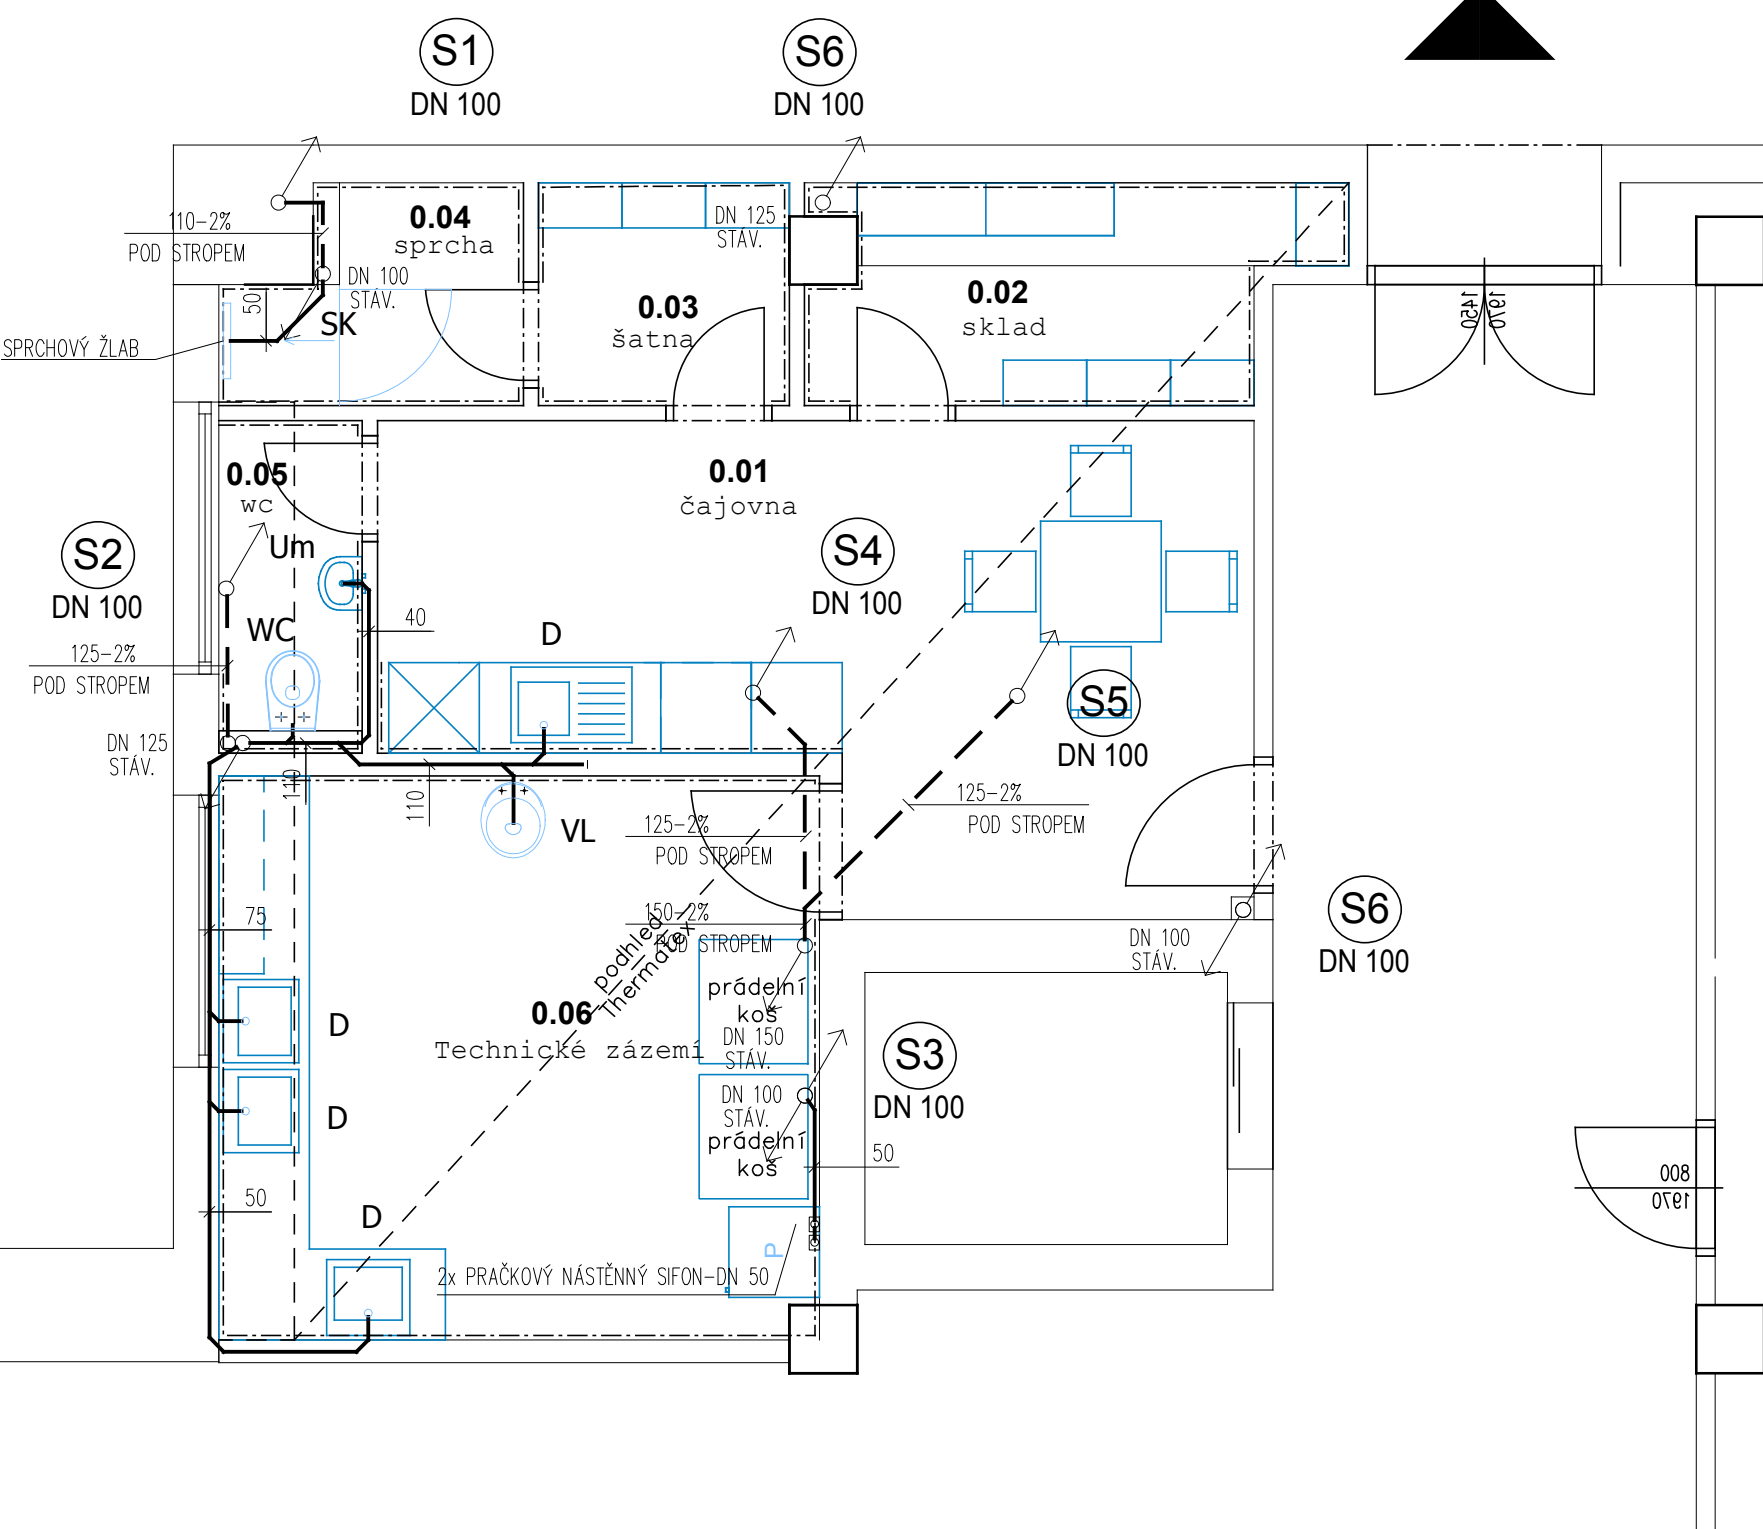 S1
DN 100
S6
DN 100
110-2%
POD STROPEM
0.04
sprcha
DN 125
STÁV.
DN 100
STÁV.
50
SK
SPRCHOVÝ ŽLAB
0.03
šatna
0.02
sklad
1450
1970
0.05
wc
0.01
čajovna
Um
S2
DN 100
S4
DN 100
WC
40
D
125-2%
POD STROPEM
S5
DN 100
DN 125
STÁV.
110
110
VL
125-2%
POD STROPEM
125-2%
POD STROPEM
75
150-2%
POD STROPEM
podhled
Thermatex
S6
DN 100
DN 100
STÁV.
prádelní
koš
0.06
Technické zázemí
D
DN 150
STÁV.
S3
DN 100
DN 100
STÁV.
D
prádelní
koš
50
800
1970
50
D
P
2x PRAČKOVÝ NÁSTĚNNÝ SIFON-DN 50